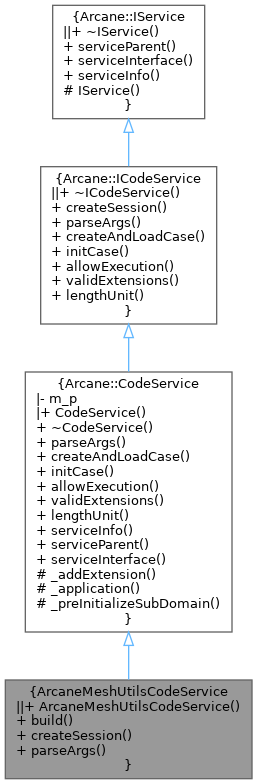 {Arcane::IService
||+ ~IService()
+ serviceParent()
+ serviceInterface()
+ serviceInfo()
# IService()
}
{Arcane::ICodeService
||+ ~ICodeService()
+ createSession()
+ parseArgs()
+ createAndLoadCase()
+ initCase()
+ allowExecution()
+ validExtensions()
+ lengthUnit()
}
{Arcane::CodeService
|- m_p
|+ CodeService()
+ ~CodeService()
+ parseArgs()
+ createAndLoadCase()
+ initCase()
+ allowExecution()
+ validExtensions()
+ lengthUnit()
+ serviceInfo()
+ serviceParent()
+ serviceInterface()
# _addExtension()
# _application()
# _preInitializeSubDomain()
}
{ArcaneMeshUtilsCodeService
||+ ArcaneMeshUtilsCodeService()
+ build()
+ createSession()
+ parseArgs()
}